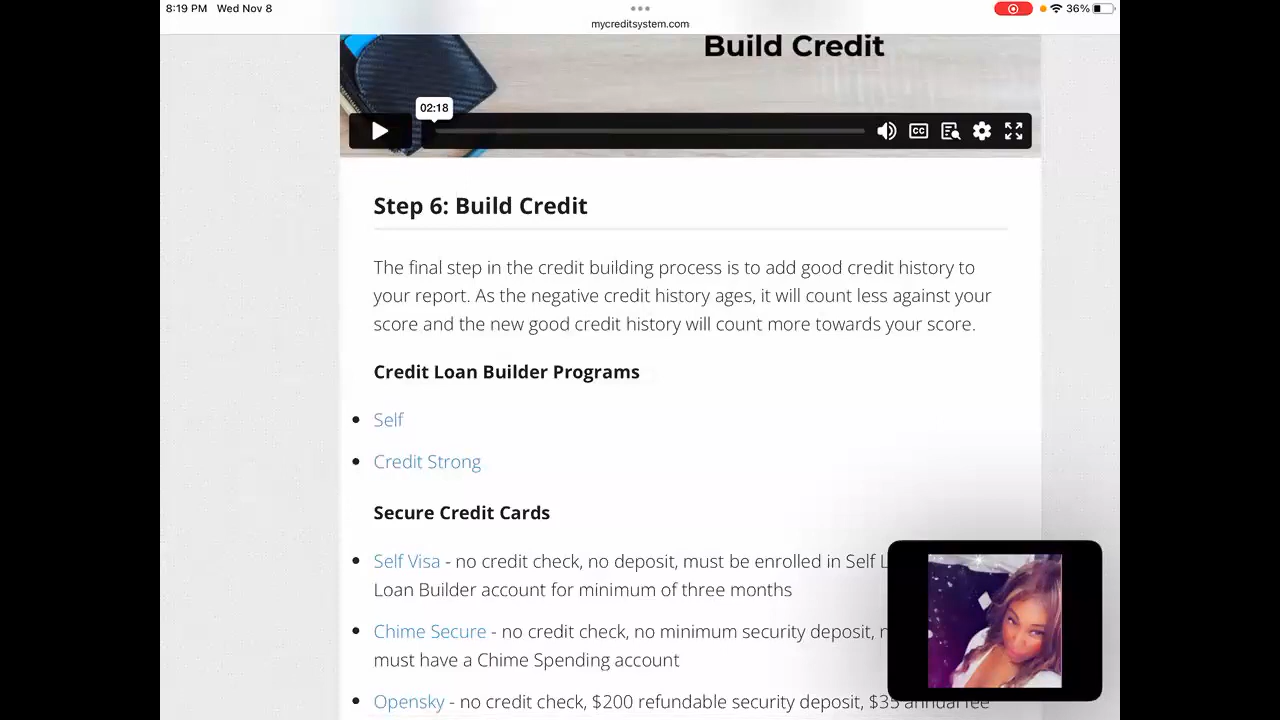 8:19 PM Wed Nov 8
36%
mycreditsystem.com
Build Credit
02:18
CC
Step 6: Build Credit
The final step in the credit building process is to add good credit history to
your report. As the negative credit history ages, it will count less against your
score and the new good credit history will count more towards your score.
Credit Loan Builder Programs
Self
Credit Strong
Secure Credit Cards
Self Visa - no credit check, no deposit, must be enrolled in Self
Loan Builder account for minimum of three months
Chime Secure - no credit check, no minimum security deposit,
must have a Chime Spending account
Opensky - no credit check, $200 refundable security deposit, $35 annual fee